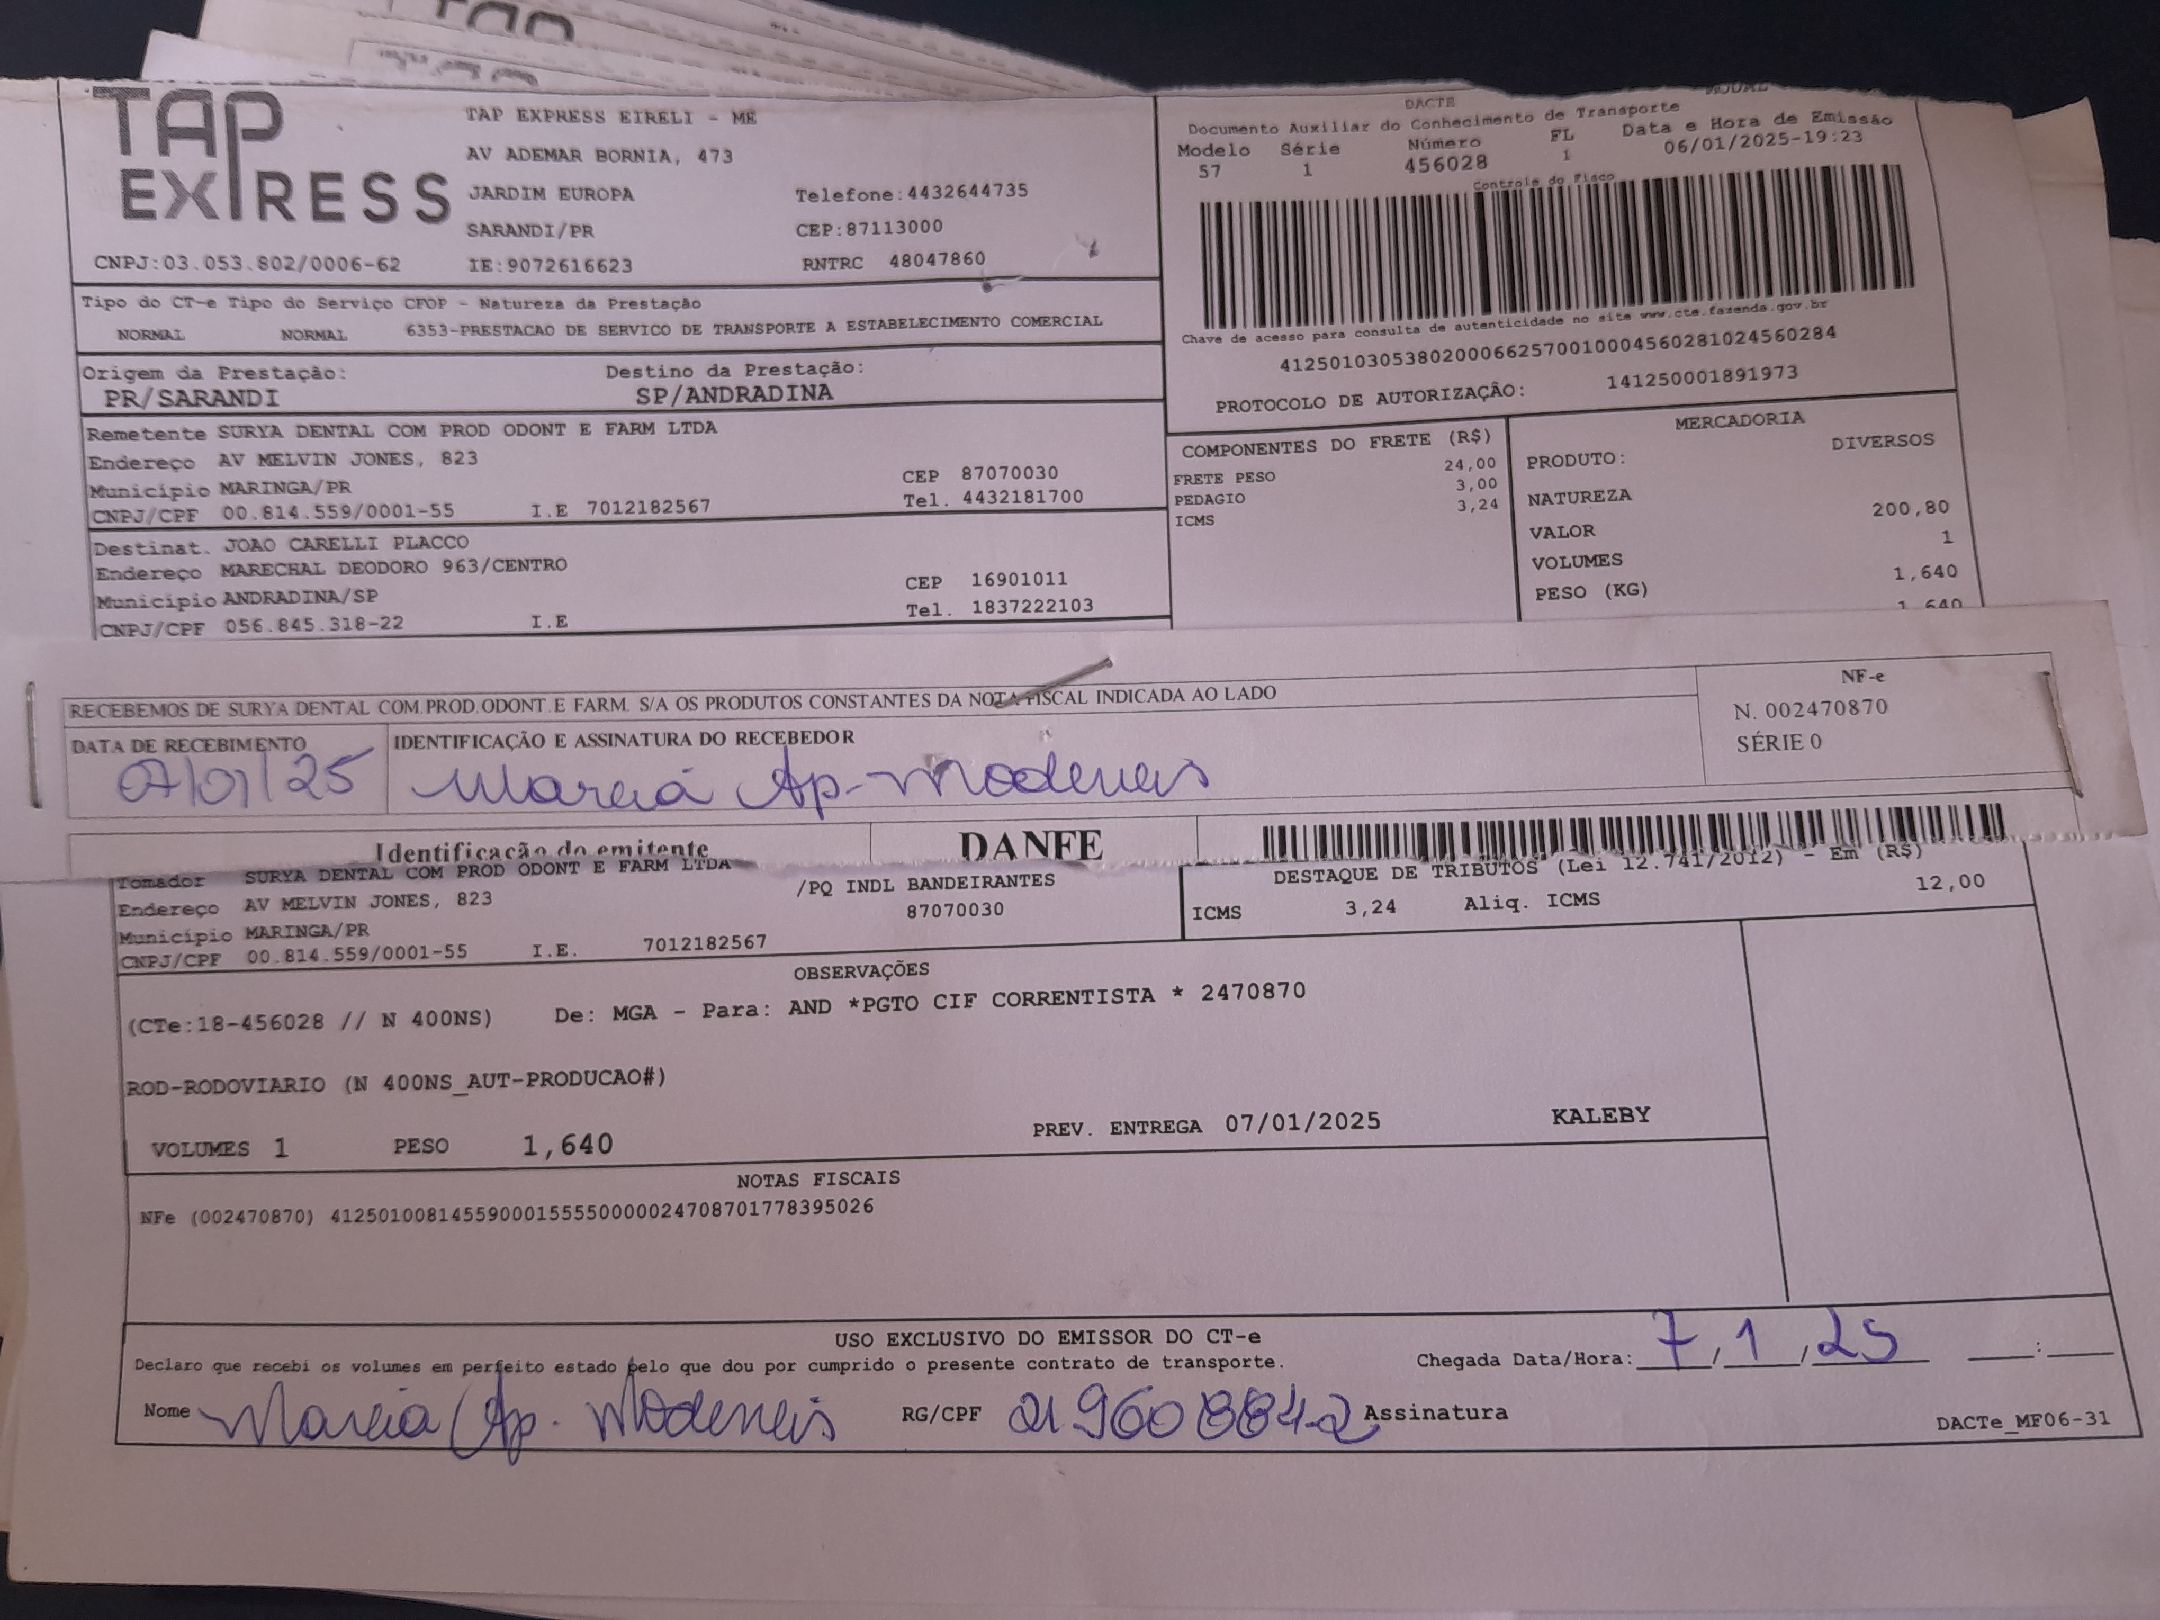 TAP
EXPRESS
TAP EXPRESS EIRELI - ME
AV ADEMAR BORNIA, 473
JARDIM EUROPA Telefone:4432644735
SARANDI/PR CEP:87113000
CNPJ:03.053.802/0006-62 IE:9072616623 RNTRC 48047860
DACTE
Documento Auxiliar do Conhecimento de Transporte
Modelo Série Número FL Data e Hora de Emissão
57 1 456028 1 06/01/2025-19:23
Controle do Fisco
Chave de acesso para consulta de autenticidade no site www.cte.fazenda.gov.br
41250103053802000662570010004560281024560284
PROTOCOLO DE AUTORIZAÇÃO: 141250001891973
Tipo do CT-e Tipo do Serviço CFOP - Natureza da Prestação
NORMAL NORMAL 6353-PRESTACAO DE SERVICO DE TRANSPORTE A ESTABELECIMENTO COMERCIAL
Origem da Prestação: Destino da Prestação:
PR/SARANDI SP/ANDRADINA
Remetente SURYA DENTAL COM PROD ODONT E FARM LTDA
Endereço AV MELVIN JONES, 823
Município MARINGA/PR CEP 87070030
CNPJ/CPF 00.814.559/0001-55 I.E 7012182567 Tel. 4432181700
Destinat. JOAO CARELLI PLACCO
Endereço MARECHAL DEODORO 963/CENTRO
Município ANDRADINA/SP CEP 16901011
CNPJ/CPF 056.845.318-22 I.E Tel. 1837222103
COMPONENTES DO FRETE (R$)
FRETE PESO 24,00
PEDAGIO 3,00
ICMS 3,24
MERCADORIA
PRODUTO: DIVERSOS
NATUREZA
VALOR 200,80
VOLUMES 1
PESO (KG) 1,640
1,640
RECEBEMOS DE SURYA DENTAL COM.PROD.ODONT.E FARM. S/A OS PRODUTOS CONSTANTES DA NOTA FISCAL INDICADA AO LADO
NF-e
N. 002470870
SÉRIE 0
DATA DE RECEBIMENTO IDENTIFICAÇÃO E ASSINATURA DO RECEBEDOR
07/01/25 Marcia Ap. Modeneis
Identificação do emitente DANFE
Tomador SURYA DENTAL COM PROD ODONT E FARM LTDA
Endereço AV MELVIN JONES, 823 /PQ INDL BANDEIRANTES
Município MARINGA/PR 87070030
CNPJ/CPF 00.814.559/0001-55 I.E. 7012182567
DESTAQUE DE TRIBUTOS (Lei 12.741/2012) - Em (R$)
ICMS 3,24 Aliq. ICMS 12,00
OBSERVAÇÕES
(CTe:18-456028 // N 400NS) De: MGA - Para: AND *PGTO CIF CORRENTISTA * 2470870
ROD-RODOVIARIO (N 400NS_AUT-PRODUCAO#)
VOLUMES 1 PESO 1,640 PREV. ENTREGA 07/01/2025 KALEBY
NOTAS FISCAIS
NFe (002470870) 41250100814559000155550000024708701778395026
USO EXCLUSIVO DO EMISSOR DO CT-e
Declaro que recebi os volumes em perfeito estado pelo que dou por cumprido o presente contrato de transporte. Chegada Data/Hora: 7/1/25 :
Nome Marcia Ap. Modeneis RG/CPF 219608842 Assinatura
DACTe_MF06-31